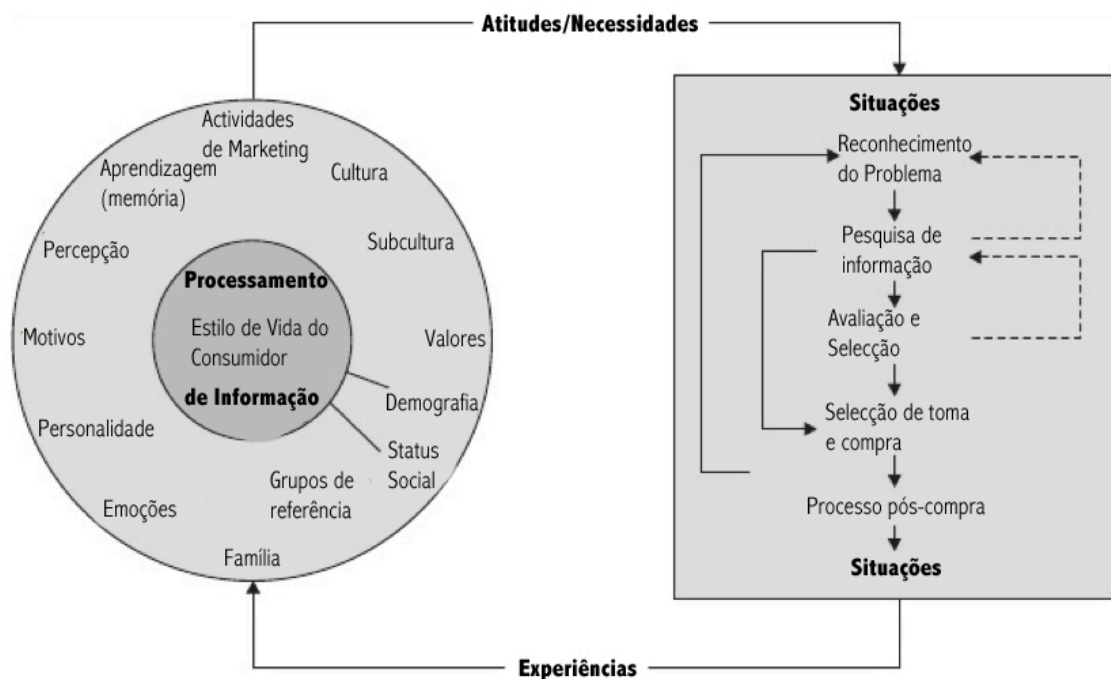 Atitudes/Necessidades
Actividades
de Marketing
Aprendizagem
(memória)
Cultura
Percepção
Subcultura
Motivos
Valores
Processamento
Estilo de Vida do
Consumidor
de Informação
Demografia
Personalidade
Status
Social
Grupos de
referência
Emoções
Família
Situações
Reconhecimento
do Problema
Pesquisa de
informação
Avaliação e
Selecção
Selecção de toma
e compra
Processo pós-compra
Situações
Experiências